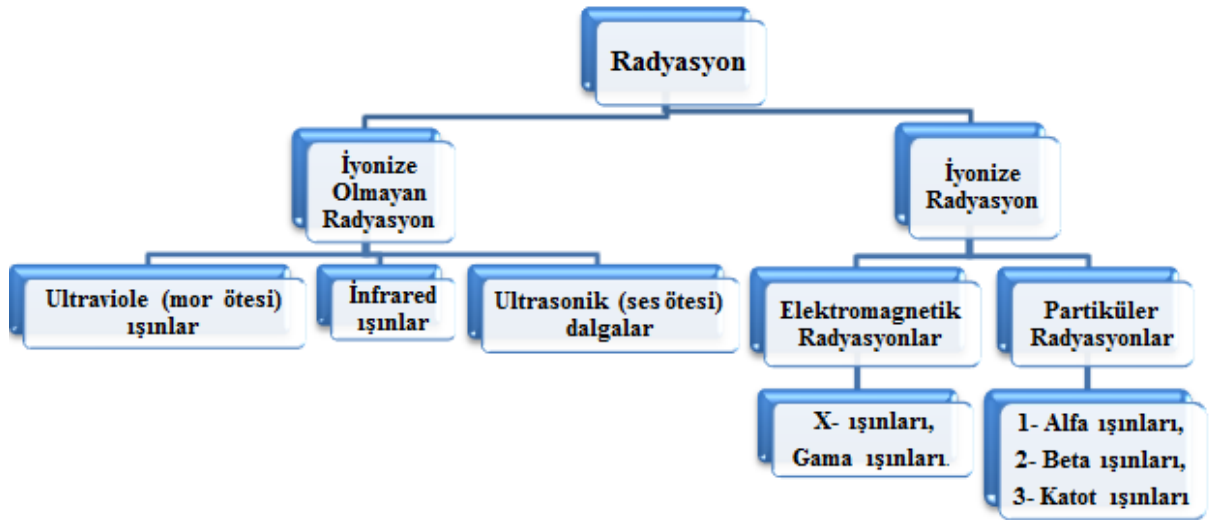 Radyasyon
İyonize
Olmayan
Radyasyon
İyonize
Radyasyon
Ultraviole (mor ötesi)
ışınlar
İnfrared
ışınlar
Ultrasonik (ses ötesi)
dalgalar
Elektromagnetik
Radyasyonlar
Partiküler
Radyasyonlar
X- ışınları,
Gama ışınları.
1- Alfa ışınları,
2- Beta ışınları,
3- Katot ışınları